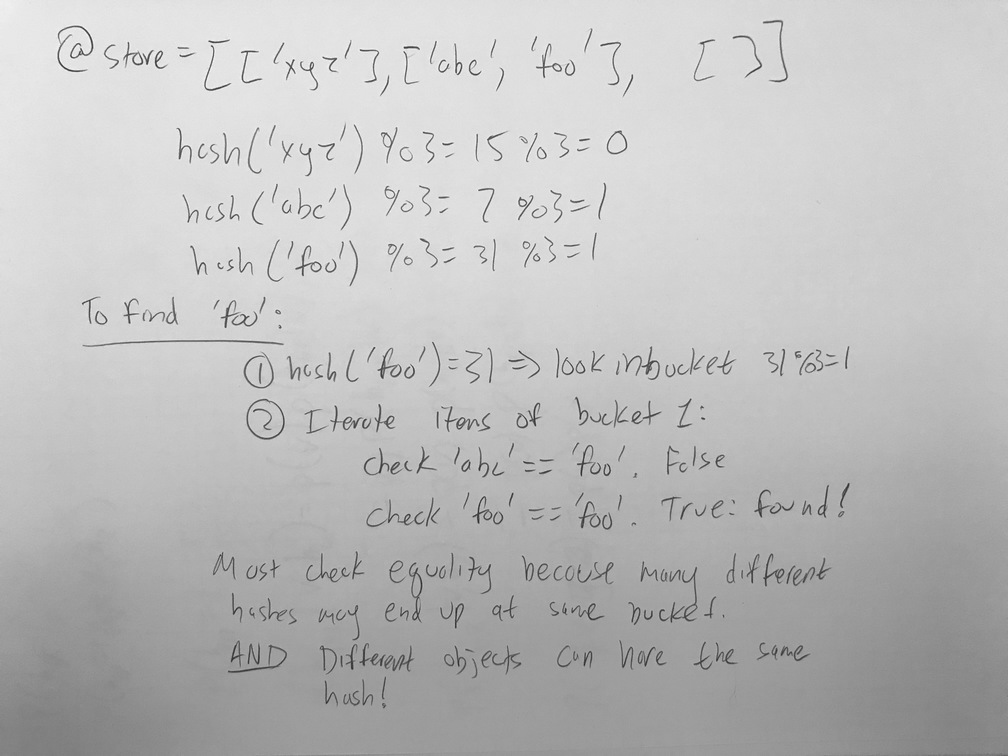 @store = [['xyz'], ['abc', 'foo'], [ ]]
hash('xyz') %3 = 15 %3 = 0
hash('abc') %3 = 7 %3 = 1
hash('foo') %3 = 31 %3 = 1
To find 'foo':
① hash('foo') = 31 => look in bucket 31 %3 = 1
② Iterate items of bucket 1:
check 'abc' == 'foo'. False
check 'foo' == 'foo'. True: found!
Must check equality because many different
hashes may end up at same bucket.
AND Different objects can have the same
hash!